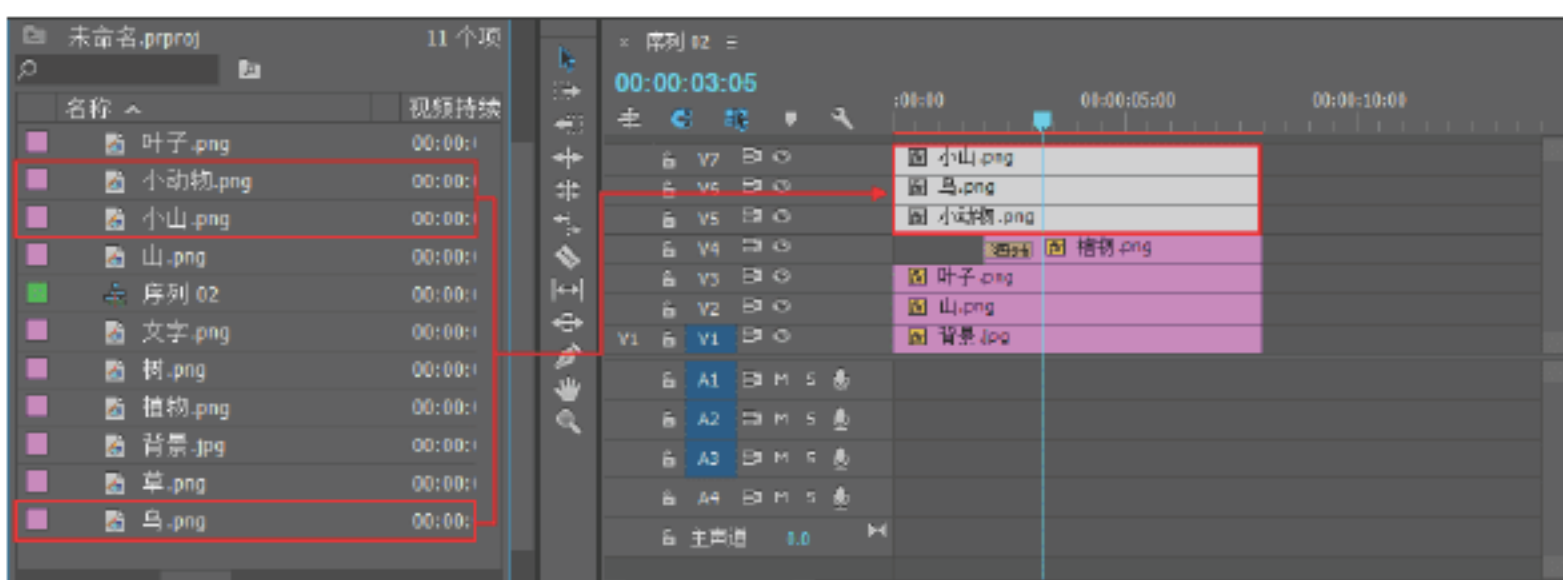 未命名.prproj
11 个项
名称
视频持续
叶子.png
00:00:
小动物.png
00:00:
小山.png
00:00:
山.png
00:00:
序列 02
00:00:
文字.png
00:00:
树.png
00:00:
植物.png
00:00:
背景.jpg
00:00:
草.png
00:00:
鸟.png
00:00:
× 序列 02
00:00:03:05
:00:00
00:00:05:00
00:00:10:00
V7
小山.png
V6
鸟.png
V5
小动物.png
V4
植物.png
V3
叶子.png
V2
山.png
V1 V1
背景.jpg
A1 M S
A2 M S
A3 M S
A4 M S
主声道 0.0